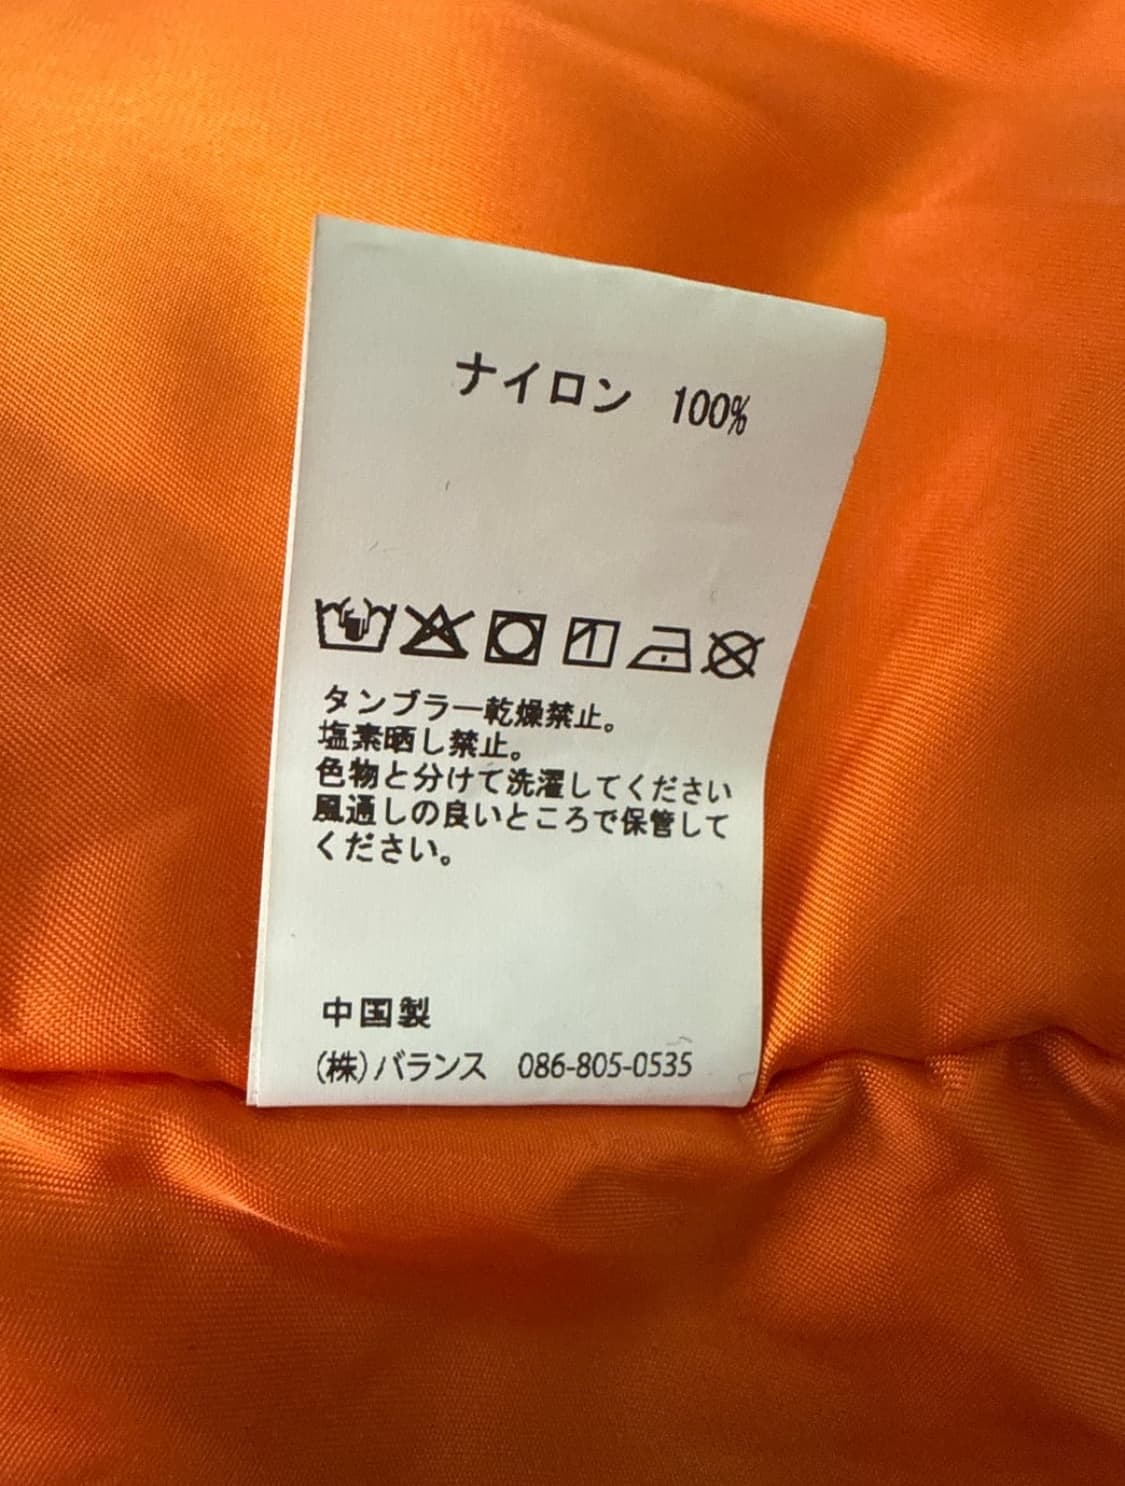 ナイロン 100%
タンブラー乾燥禁止。
塩素晒し禁止。
色物と分けて洗濯してください
風通しの良いところで保管して
ください。
中国製
(株)バランス 086-805-0535